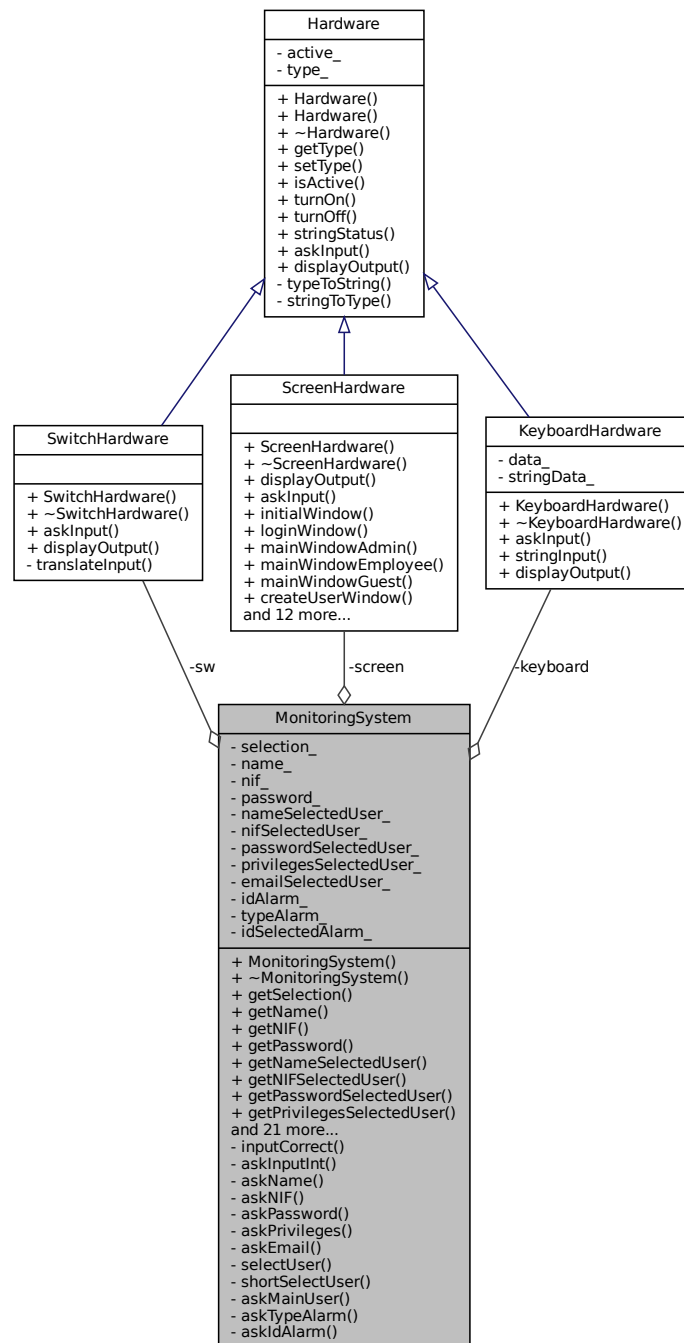 Hardware
- active_
- type_
+ Hardware()
+ Hardware()
+ ~Hardware()
+ getType()
+ setType()
+ isActive()
+ turnOn()
+ turnOff()
+ stringStatus()
+ askInput()
+ displayOutput()
- typeToString()
- stringToType()
SwitchHardware
+ SwitchHardware()
+ ~SwitchHardware()
+ askInput()
+ displayOutput()
- translateInput()
ScreenHardware
+ ScreenHardware()
+ ~ScreenHardware()
+ displayOutput()
+ askInput()
+ initialWindow()
+ loginWindow()
+ mainWindowAdmin()
+ mainWindowEmployee()
+ mainWindowGuest()
+ createUserWindow()
and 12 more...
KeyboardHardware
- data_
- stringData_
+ KeyboardHardware()
+ ~KeyboardHardware()
+ askInput()
+ stringInput()
+ displayOutput()
-sw
-screen
-keyboard
MonitoringSystem
- selection_
- name_
- nif_
- password_
- nameSelectedUser_
- nifSelectedUser_
- passwordSelectedUser_
- privilegesSelectedUser_
- emailSelectedUser_
- idAlarm_
- typeAlarm_
- idSelectedAlarm_
+ MonitoringSystem()
+ ~MonitoringSystem()
+ getSelection()
+ getName()
+ getNIF()
+ getPassword()
+ getNameSelectedUser()
+ getNIFSelectedUser()
+ getPasswordSelectedUser()
+ getPrivilegesSelectedUser()
and 21 more...
- inputCorrect()
- askInputInt()
- askName()
- askNIF()
- askPassword()
- askPrivileges()
- askEmail()
- selectUser()
- shortSelectUser()
- askMainUser()
- askTypeAlarm()
- askIdAlarm()